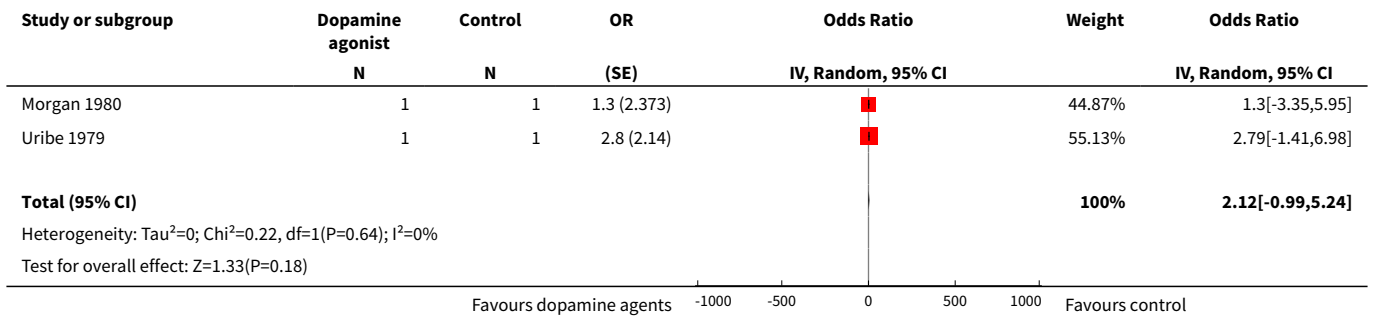 Study or subgroup Dopamine agonist Control OR Odds Ratio Weight Odds Ratio
N N (SE) IV, Random, 95% CI IV, Random, 95% CI
Morgan 1980 1 1 1.3 (2.373) 44.87% 1.3[-3.35,5.95]
Uribe 1979 1 1 2.8 (2.14) 55.13% 2.79[-1.41,6.98]
Total (95% CI) 100% 2.12[-0.99,5.24]
Heterogeneity: Tau²=0; Chi²=0.22, df=1(P=0.64); I²=0%
Test for overall effect: Z=1.33(P=0.18)
Favours dopamine agents -1000 -500 0 500 1000 Favours control